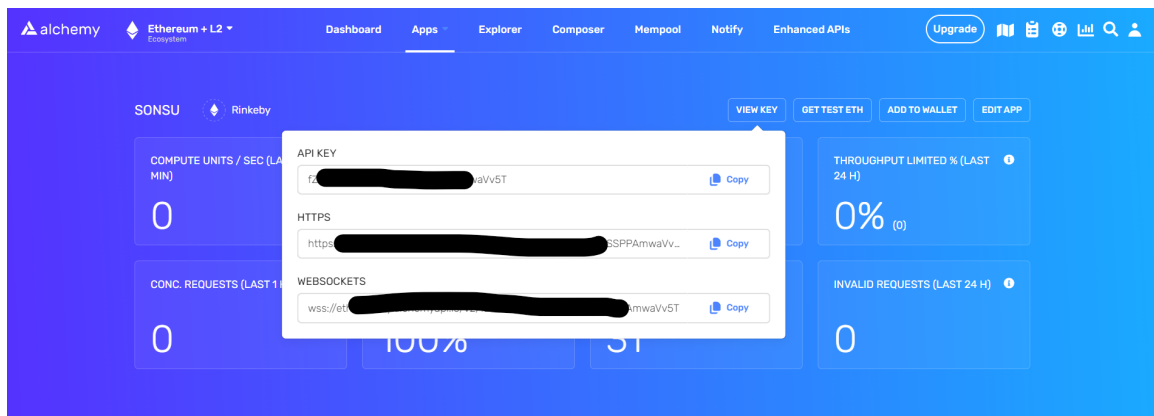 alchemy
Ethereum + L2
Ecosystem
Dashboard Apps Explorer Composer Mempool Notify Enhanced APIs
Upgrade
SONSU Rinkeby
VIEW KEY GET TEST ETH ADD TO WALLET EDIT APP
COMPUTE UNITS / SEC (LA
MIN)
0
API KEY
waVv5T
Copy
HTTPS
https
SSPPAmwaVv...
Copy
WEBSOCKETS
wss://eth
AmwaVv5T
Copy
THROUGHPUT LIMITED % (LAST
24 H)
0% (0)
CONC. REQUESTS (LAST 1
0
100%
31
INVALID REQUESTS (LAST 24 H)
0